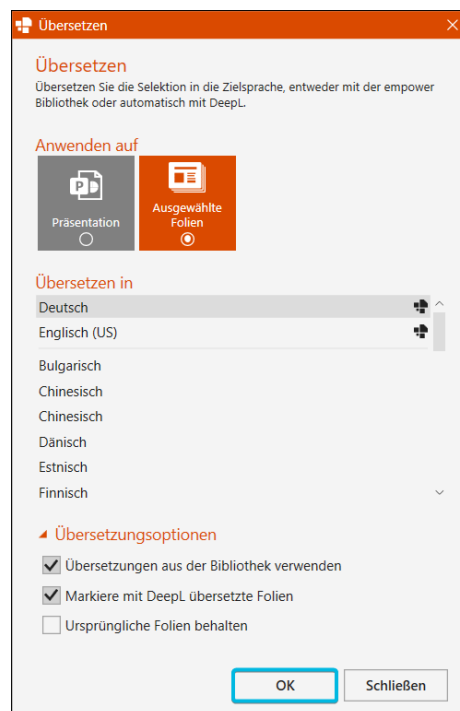 Übersetzen
Übersetzen
Übersetzen Sie die Selektion in die Zielsprache, entweder mit der empower
Bibliothek oder automatisch mit DeepL.
Anwenden auf
Präsentation
Ausgewählte
Folien
Übersetzen in
Deutsch
Englisch (US)
Bulgarisch
Chinesisch
Chinesisch
Dänisch
Estnisch
Finnisch
Übersetzungsoptionen
Übersetzungen aus der Bibliothek verwenden
Markiere mit DeepL übersetzte Folien
Ursprüngliche Folien behalten
OK
Schließen